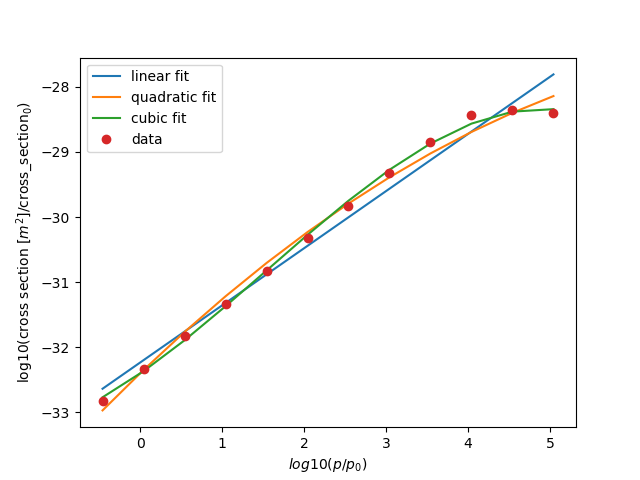 linear fit
quadratic fit
cubic fit
data
−28
−29
−30
−31
−32
−33
log10(cross section [m²]/cross_section₀)
0 1 2 3 4 5
log10(p/p₀)